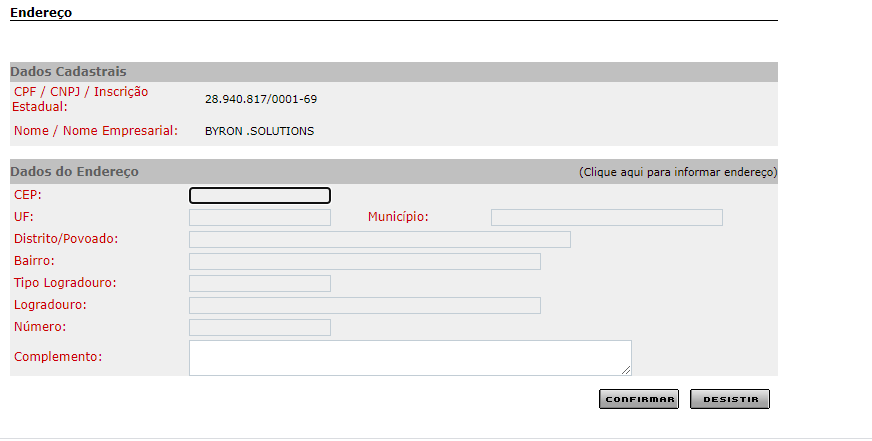 Endereço
Dados Cadastrais
CPF / CNPJ / Inscrição
Estadual:
28.940.817/0001-69
Nome / Nome Empresarial: BYRON .SOLUTIONS
Dados do Endereço (Clique aqui para informar endereço)
CEP:
UF: Município:
Distrito/Povoado:
Bairro:
Tipo Logradouro:
Logradouro:
Número:
Complemento:
CONFIRMAR DESISTIR